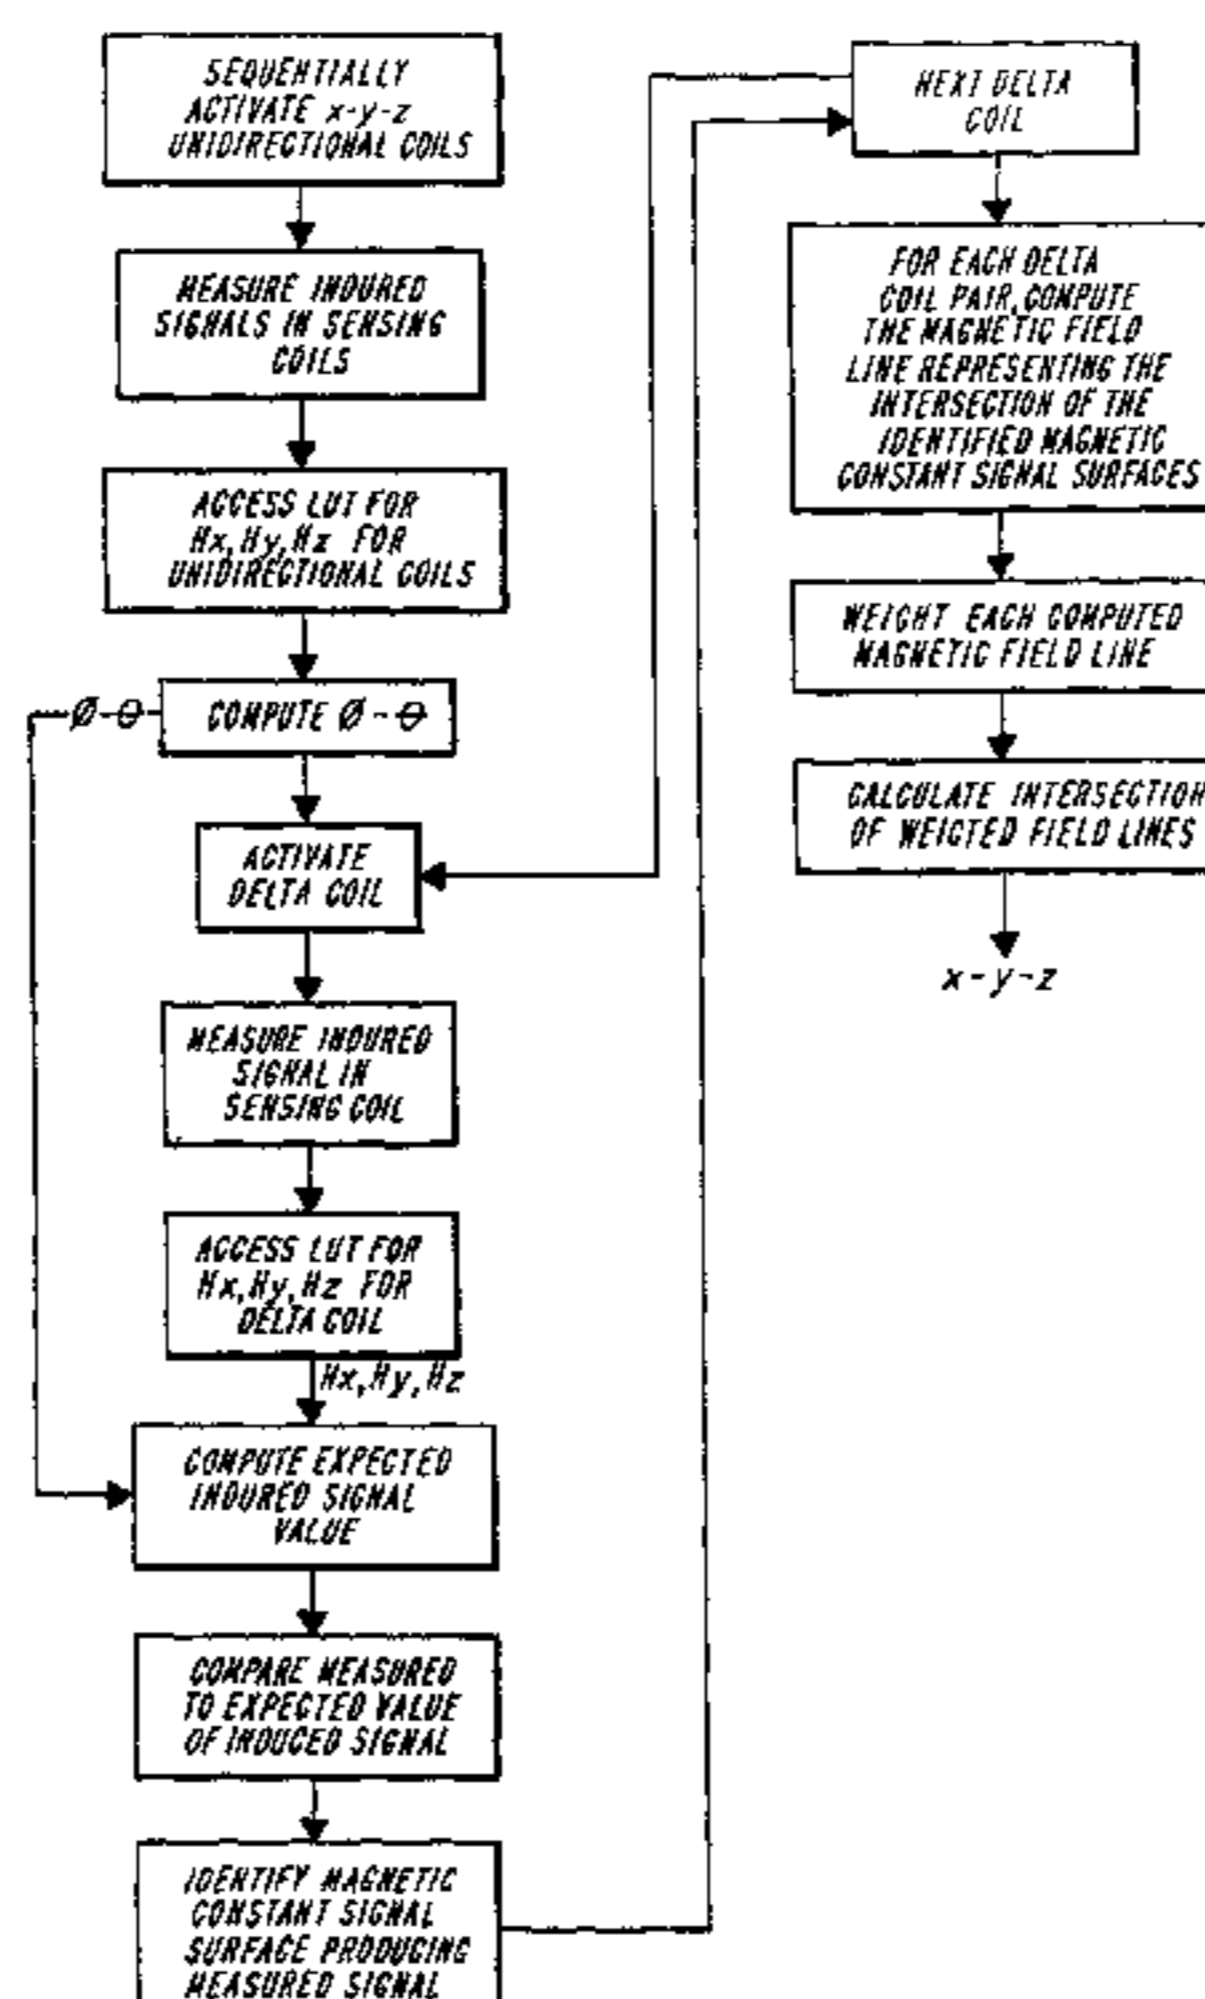 SEQUENTIALLY
ACTIVATE x-y-z
UNIDIRECTIONAL COILS
MEASURE INDURED
SIGNALS IN SENSING
COILS
ACCESS LUT FOR
Hx,Hy,Hz FOR
UNIDIRECTIONAL COILS
Ø-Θ
COMPUTE Ø-Θ
ACTIVATE
DELTA COIL
MEASURE INDURED
SIGNAL IN
SENSING COIL
ACCESS LUT FOR
Hx,Hy,Hz FOR
DELTA COIL
Hx,Hy,Hz
COMPUTE EXPECTED
INDURED SIGNAL
VALUE
COMPARE MEASURED
TO EXPECTED VALUE
OF INDUCED SIGNAL
IDENTIFY MAGNETIC
CONSTANT SIGNAL
SURFACE PRODUCING
MEASURED SIGNAL
NEXT DELTA
COIL
FOR EACH DELTA
COIL PAIR, COMPUTE
THE MAGNETIC FIELD
LINE REPRESENTING THE
INTERSECTION OF THE
IDENTIFIED MAGNETIC
CONSTANT SIGNAL SURFACES
WEIGHT EACH COMPUTED
MAGNETIC FIELD LINE
CALCULATE INTERSECTION
OF WEIGTED FIELD LINES
x-y-z